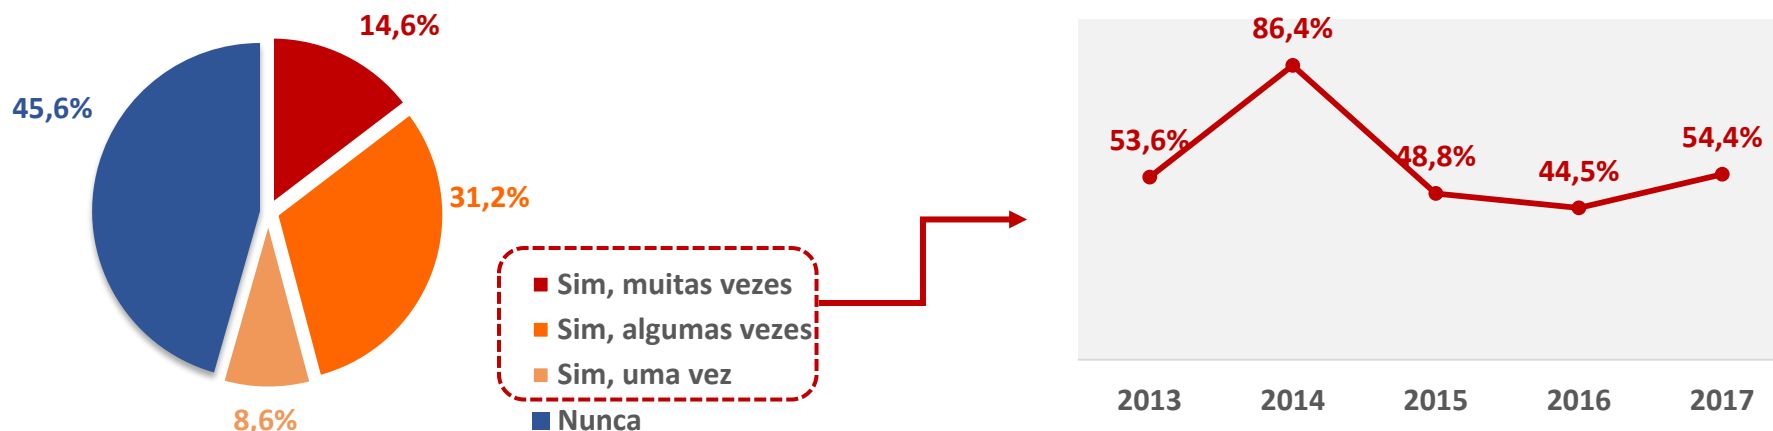 14,6%
45,6%
31,2%
8,6%
Sim, muitas vezes
Sim, algumas vezes
Sim, uma vez
Nunca
86,4%
53,6%
48,8%
44,5%
54,4%
2013 2014 2015 2016 2017